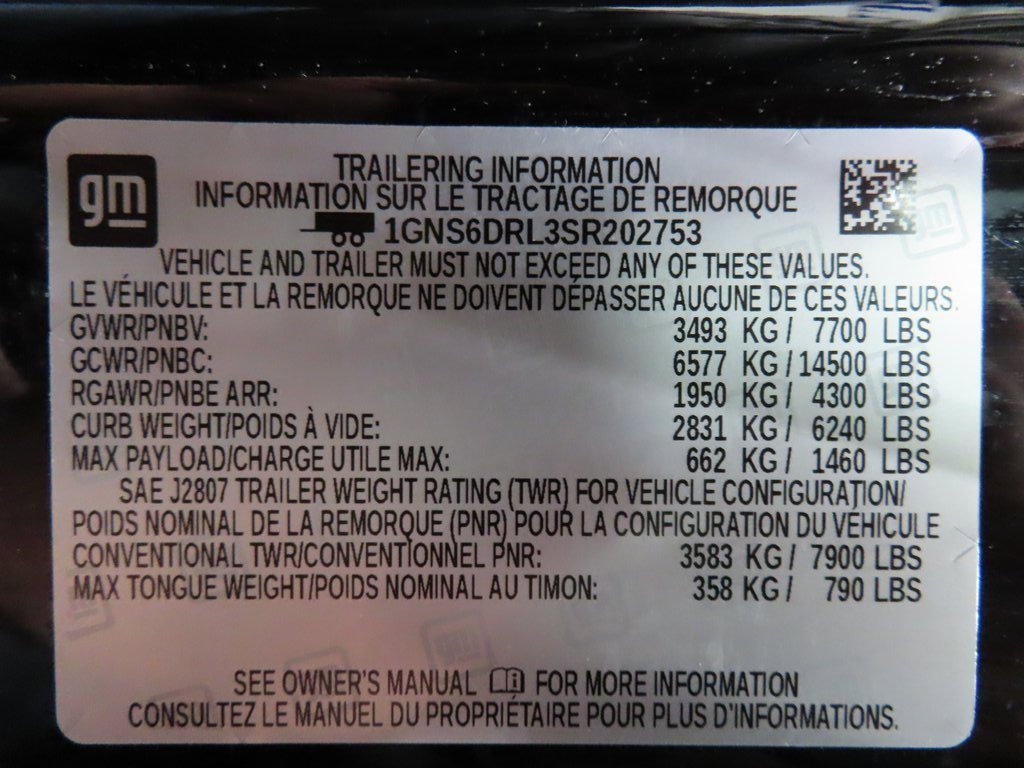 gm
TRAILERING INFORMATION
INFORMATION SUR LE TRACTAGE DE REMORQUE
1GNS6DRL3SR202753
VEHICLE AND TRAILER MUST NOT EXCEED ANY OF THESE VALUES.
LE VÉHICULE ET LA REMORQUE NE DOIVENT DÉPASSER AUCUNE DE CES VALEURS.
GVWR/PNBV: 3493 KG / 7700 LBS
GCWR/PNBC: 6577 KG / 14500 LBS
RGAWR/PNBE ARR: 1950 KG / 4300 LBS
CURB WEIGHT/POIDS À VIDE: 2831 KG / 6240 LBS
MAX PAYLOAD/CHARGE UTILE MAX: 662 KG / 1460 LBS
SAE J2807 TRAILER WEIGHT RATING (TWR) FOR VEHICLE CONFIGURATION/
POIDS NOMINAL DE LA REMORQUE (PNR) POUR LA CONFIGURATION DU VÉHICULE
CONVENTIONAL TWR/CONVENTIONNEL PNR: 3583 KG / 7900 LBS
MAX TONGUE WEIGHT/POIDS NOMINAL AU TIMON: 358 KG / 790 LBS
SEE OWNER'S MANUAL FOR MORE INFORMATION
CONSULTEZ LE MANUEL DU PROPRIÉTAIRE POUR PLUS D'INFORMATIONS.